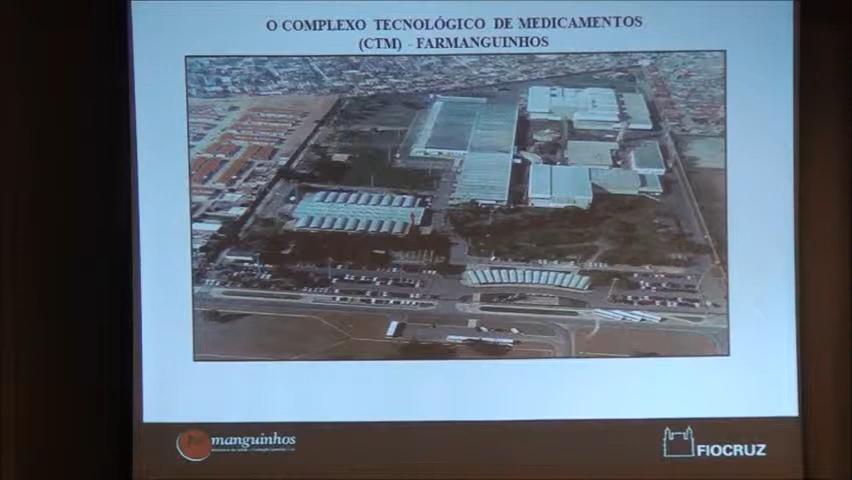 O COMPLEXO TECNOLÓGICO DE MEDICAMENTOS
(CTM) - FARMANGUINHOS
manguinhos
FIOCRUZ